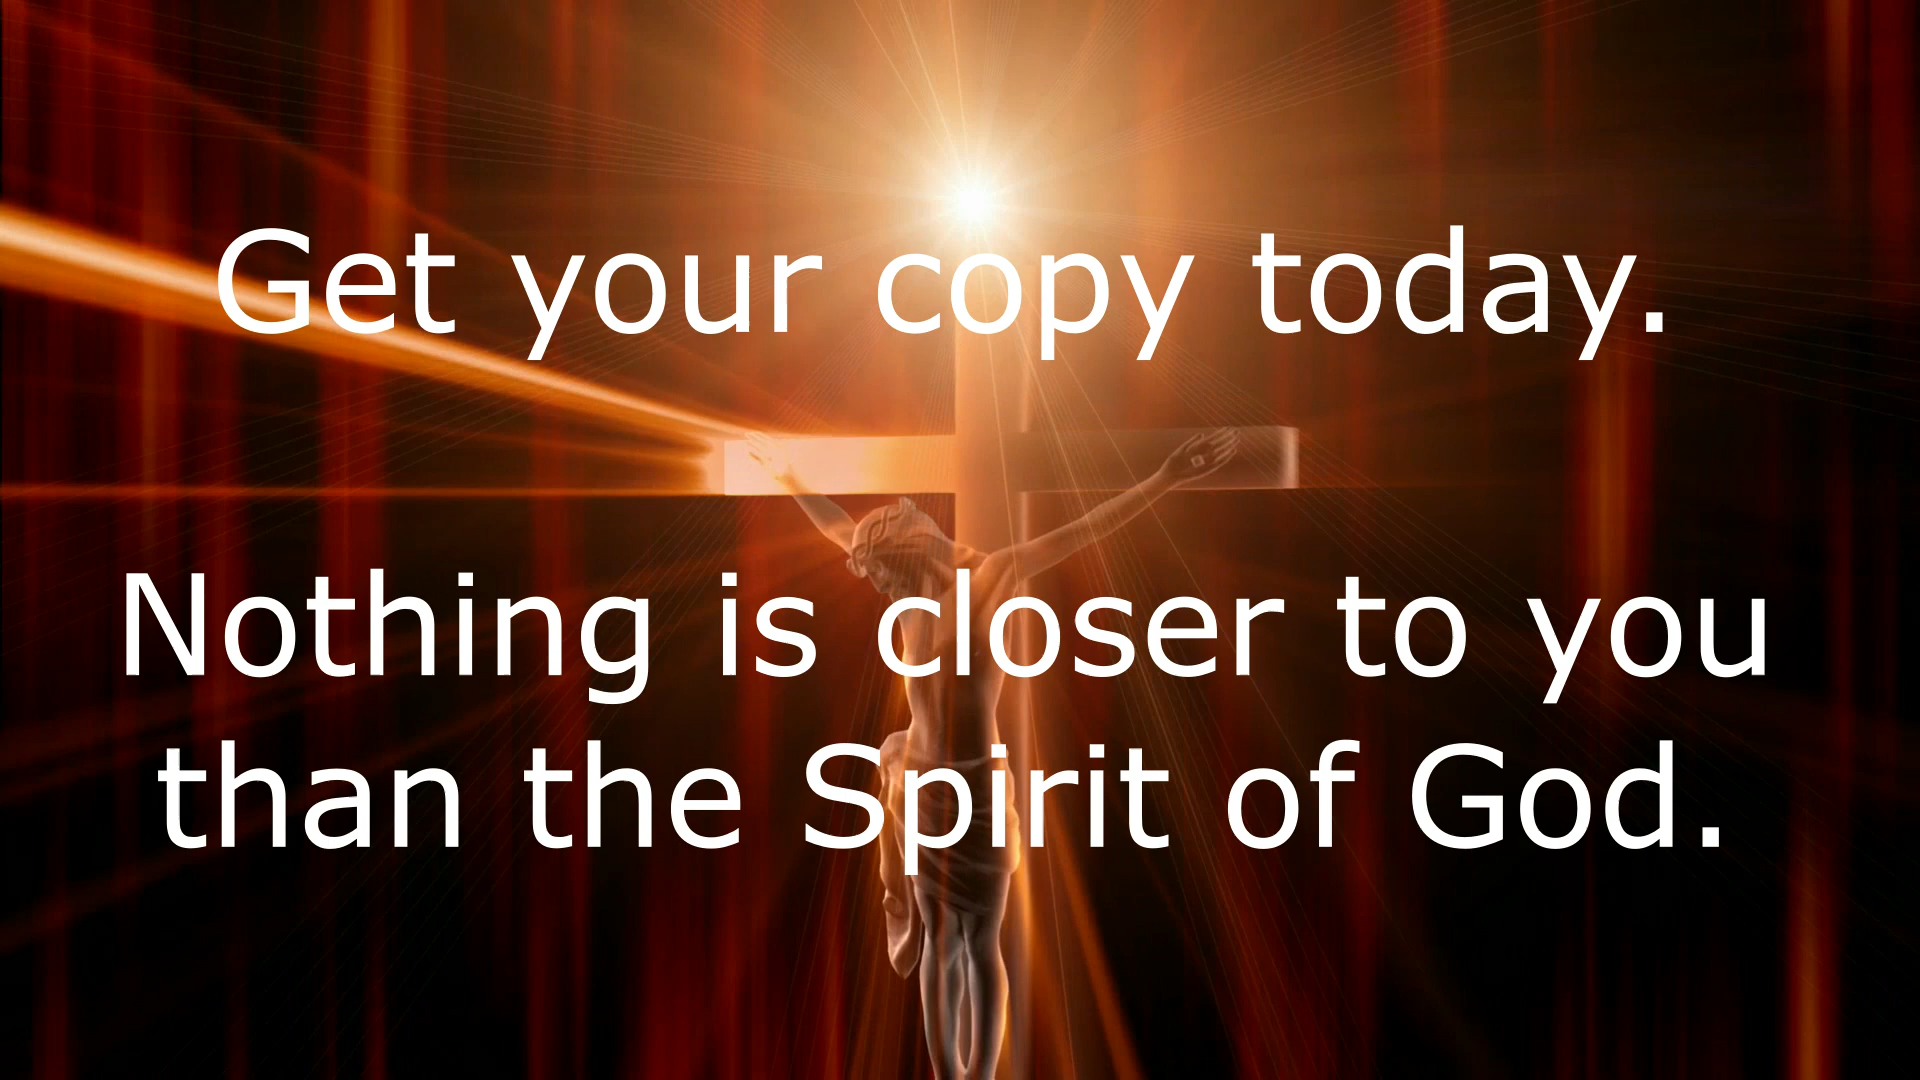 Get your copy today.
Nothing is closer to you
than the Spirit of God.